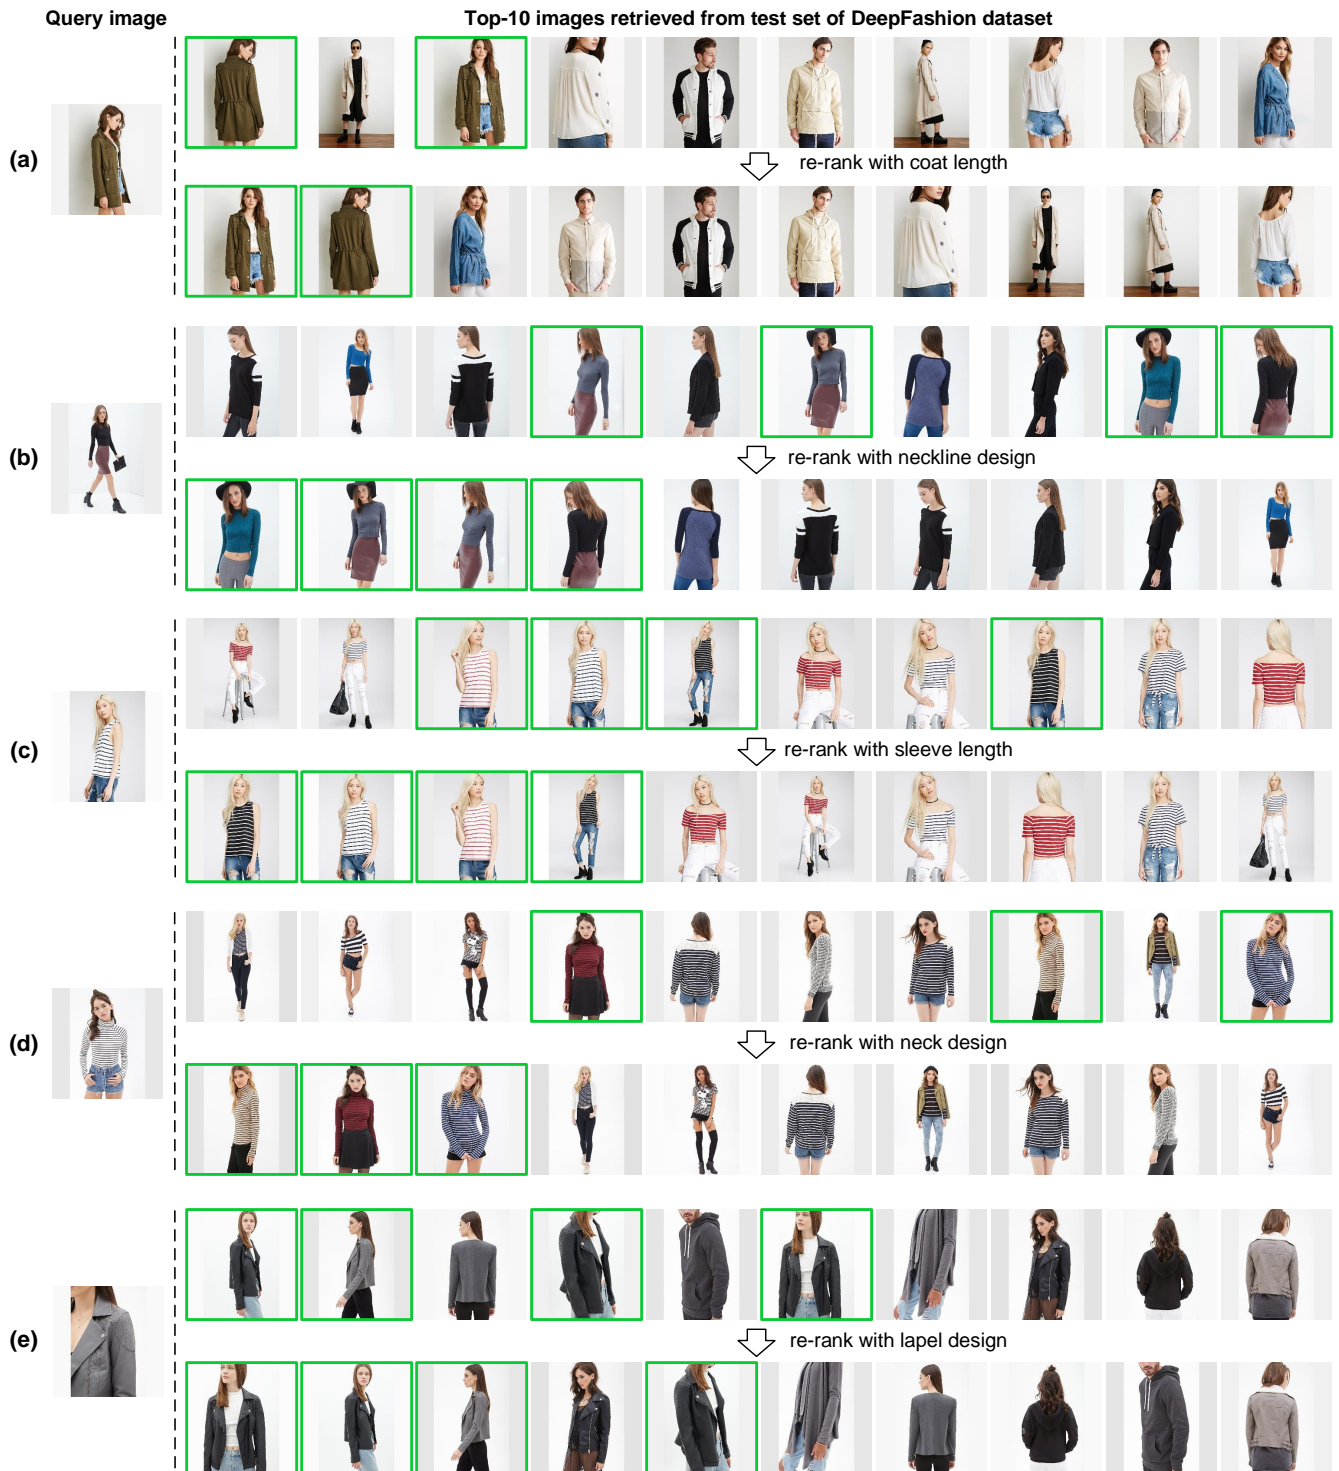 Query image
Top-10 images retrieved from test set of DeepFashion dataset
(a)
re-rank with coat length
(b)
re-rank with neckline design
(c)
re-rank with sleeve length
(d)
re-rank with neck design
(e)
re-rank with lapel design